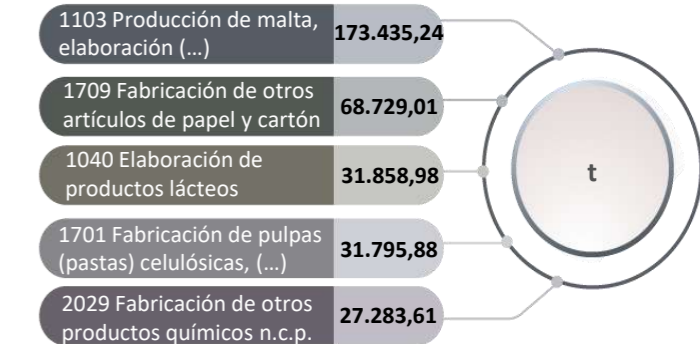 1103 Producción de malta,
elaboración (...)
173.435,24
1709 Fabricación de otros
artículos de papel y cartón
68.729,01
1040 Elaboración de
productos lácteos
31.858,98
1701 Fabricación de pulpas
(pastas) celulósicas, (...)
31.795,88
2029 Fabricación de otros
productos químicos n.c.p.
27.283,61
t